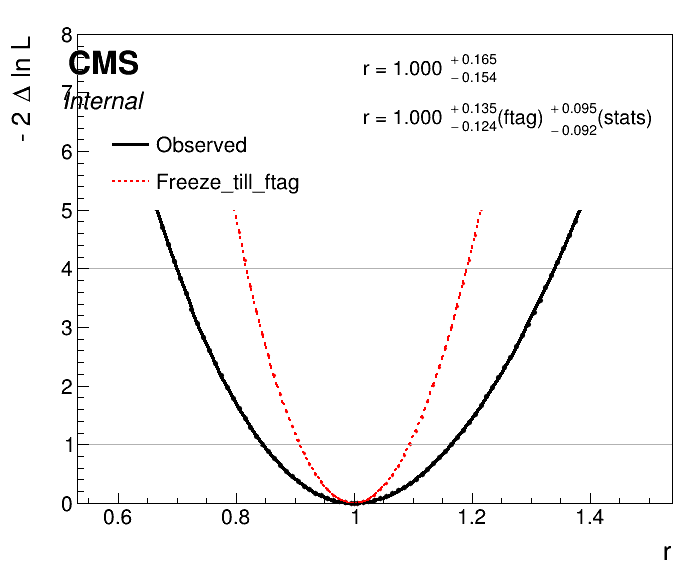 - 2 Δ ln L
8
7
6
5
4
3
2
1
0
CMS
Internal
Observed
Freeze_till_ftag
r = 1.000 + 0.165 − 0.154
r = 1.000 + 0.135 − 0.124 (ftag) + 0.095 − 0.092 (stats)
0.6 0.8 1 1.2 1.4
r